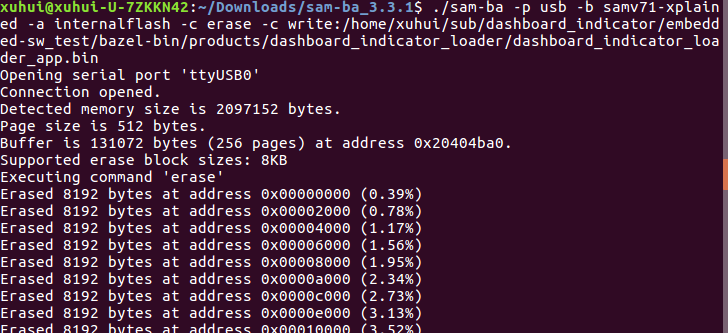 xuhui@xuhui-U-7ZKKN42:~/Downloads/sam-ba_3.3.1$ ./sam-ba -p usb -b samv71-xplain
ed -a internalflash -c erase -c write:/home/xuhui/sub/dashboard_indicator/embedd
ed-sw_test/bazel-bin/products/dashboard_indicator_loader/dashboard_indicator_loa
der_app.bin
Opening serial port 'ttyUSB0'
Connection opened.
Detected memory size is 2097152 bytes.
Page size is 512 bytes.
Buffer is 131072 bytes (256 pages) at address 0x20404ba0.
Supported erase block sizes: 8KB
Executing command 'erase'
Erased 8192 bytes at address 0x00000000 (0.39%)
Erased 8192 bytes at address 0x00002000 (0.78%)
Erased 8192 bytes at address 0x00004000 (1.17%)
Erased 8192 bytes at address 0x00006000 (1.56%)
Erased 8192 bytes at address 0x00008000 (1.95%)
Erased 8192 bytes at address 0x0000a000 (2.34%)
Erased 8192 bytes at address 0x0000c000 (2.73%)
Erased 8192 bytes at address 0x0000e000 (3.13%)
Erased 8192 bytes at address 0x00010000 (3.52%)